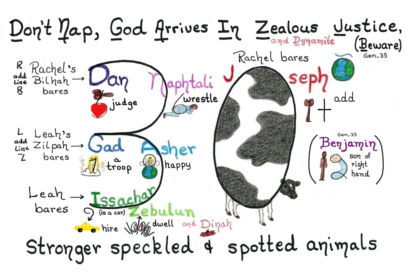 Don't Nap, God Arrives In Zealous Justice,
and Dynamite
(Beware)
Gen. 35
Rachel bares
R add line B
Rachel's Bilhah bares
Dan
judge
Naphtali
wrestle
J seph
add
L add line Z
Leah's Zilpah bares
Gad
a troop
Asher
happy
Gen. 35
Benjamin
son of right hand
Leah bares
Issachar
(is a car)
hire
Zebulun
dwell and Dinah
Stronger speckled & spotted animals